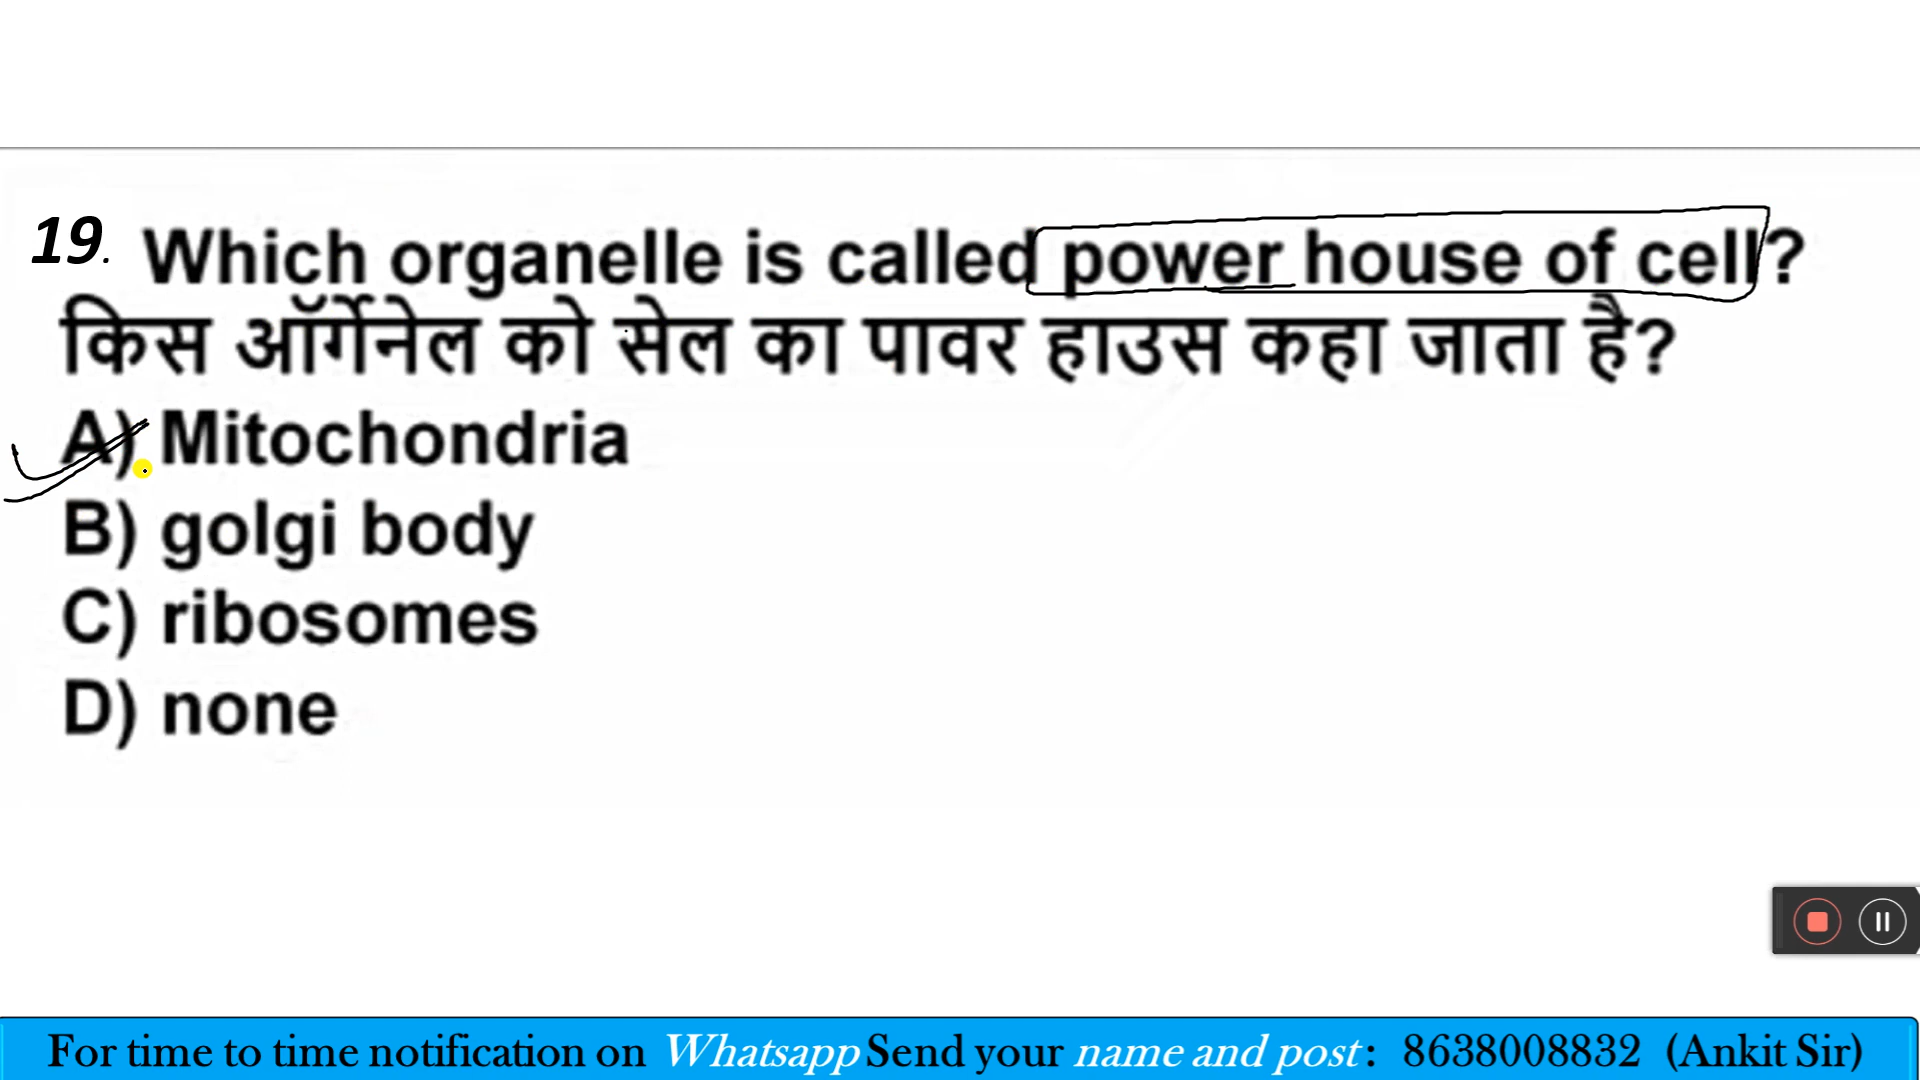 19. Which organelle is called power house of cell?
किस ऑर्गेनेल को सेल का पावर हाउस कहा जाता है?
A) Mitochondria
B) golgi body
C) ribosomes
D) none
For time to time notification on Whatsapp Send your name and post : 8638008832 (Ankit Sir)